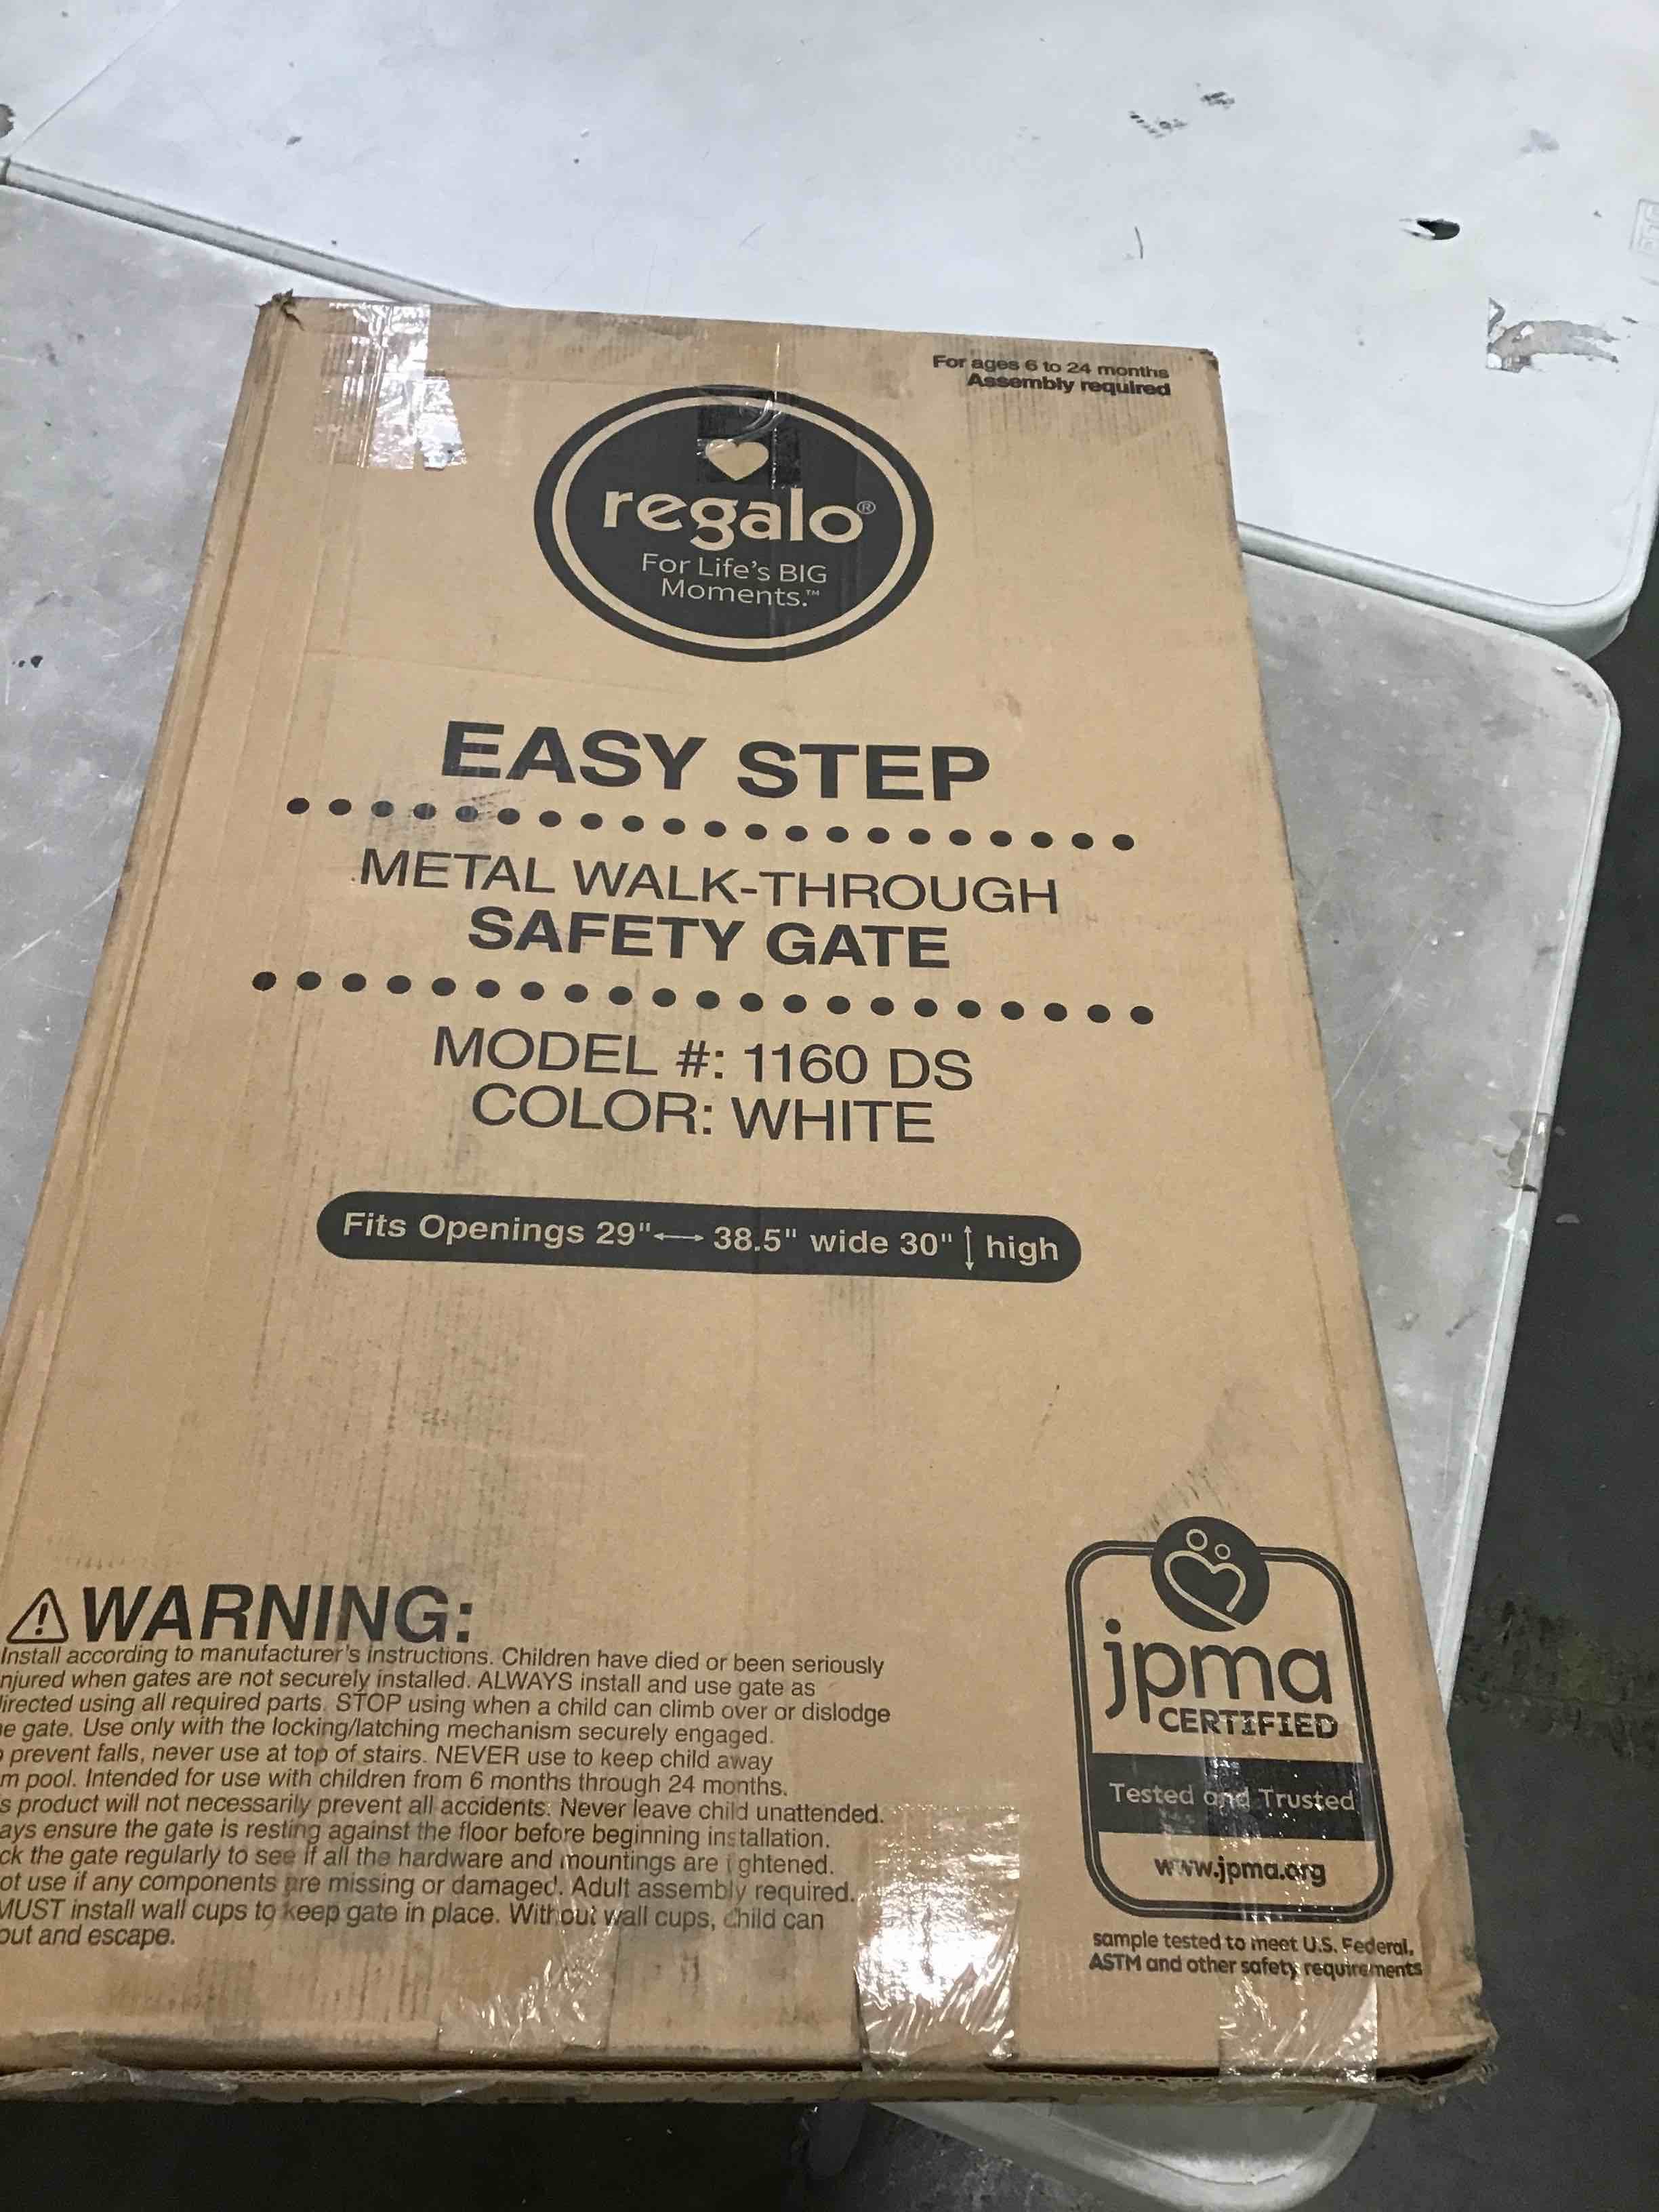 For ages 6 to 24 months
Assembly required
regalo®
For Life's BIG
Moments.™
EASY STEP
METAL WALK-THROUGH
SAFETY GATE
MODEL #: 1160 DS
COLOR: WHITE
Fits Openings 29"⟷ 38.5" wide 30" ↕ high
⚠WARNING:
Install according to manufacturer's instructions. Children have died or been seriously
njured when gates are not securely installed. ALWAYS install and use gate as
directed using all required parts. STOP using when a child can climb over or dislodge
e gate. Use only with the locking/latching mechanism securely engaged.
prevent falls, never use at top of stairs. NEVER use to keep child away
m pool. Intended for use with children from 6 months through 24 months.
s product will not necessarily prevent all accidents. Never leave child unattended.
ays ensure the gate is resting against the floor before beginning installation.
ck the gate regularly to see if all the hardware and mountings are tightened.
ot use if any components are missing or damaged. Adult assembly required.
MUST install wall cups to keep gate in place. Without wall cups, child can
out and escape.
jpma
CERTIFIED
Tested and Trusted
www.jpma.org
sample tested to meet U.S. Federal,
ASTM and other safety requirements